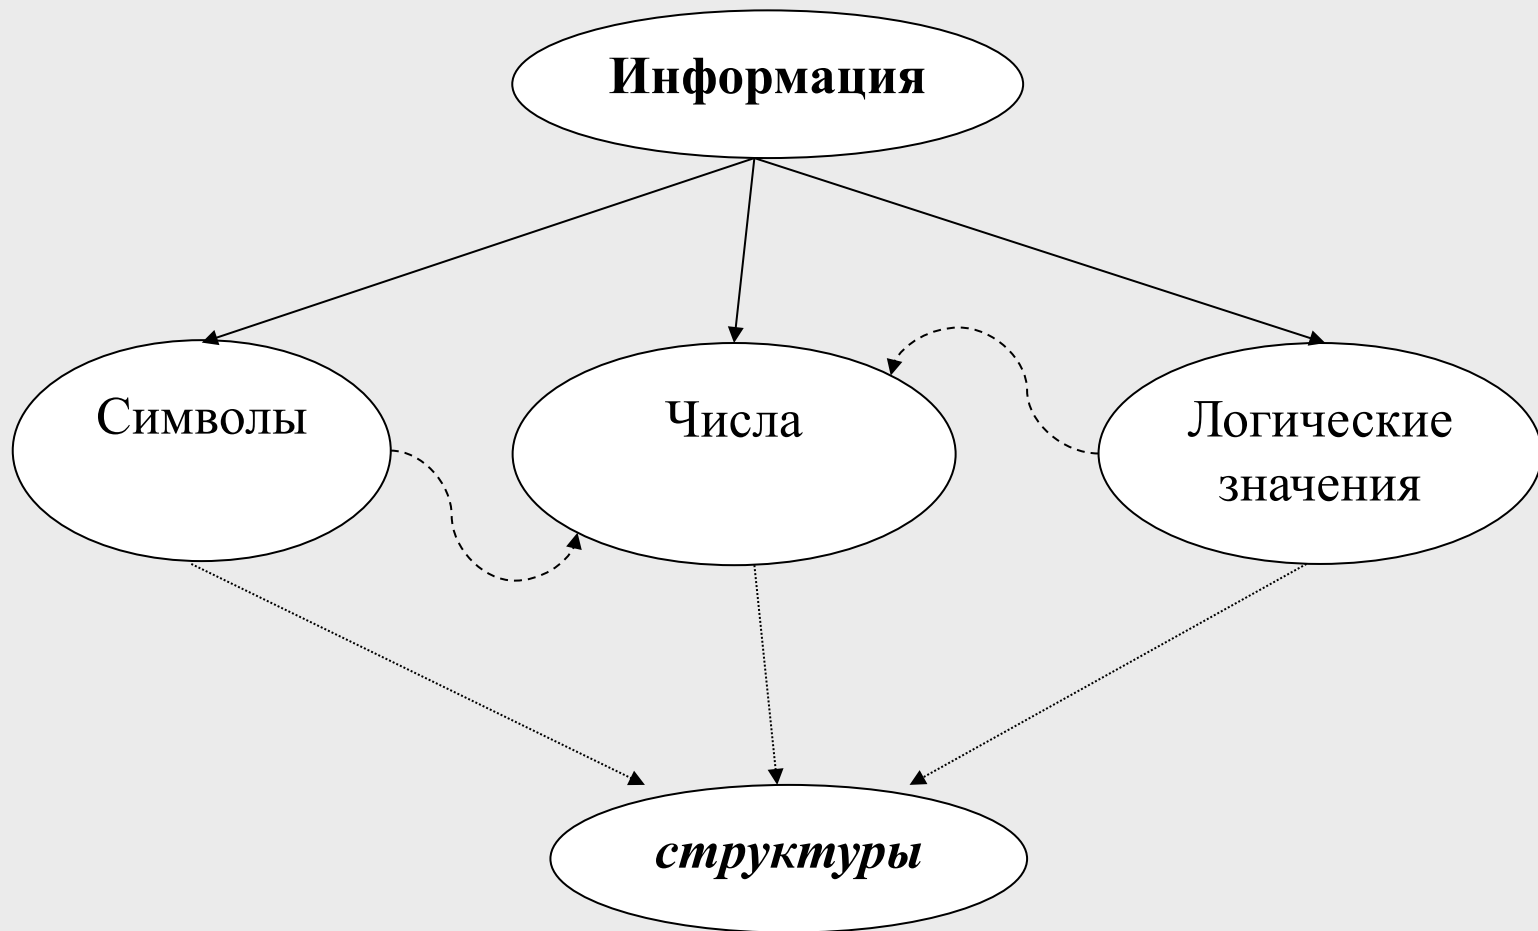 Информация
Символы
Числа
Логические
значения
структуры